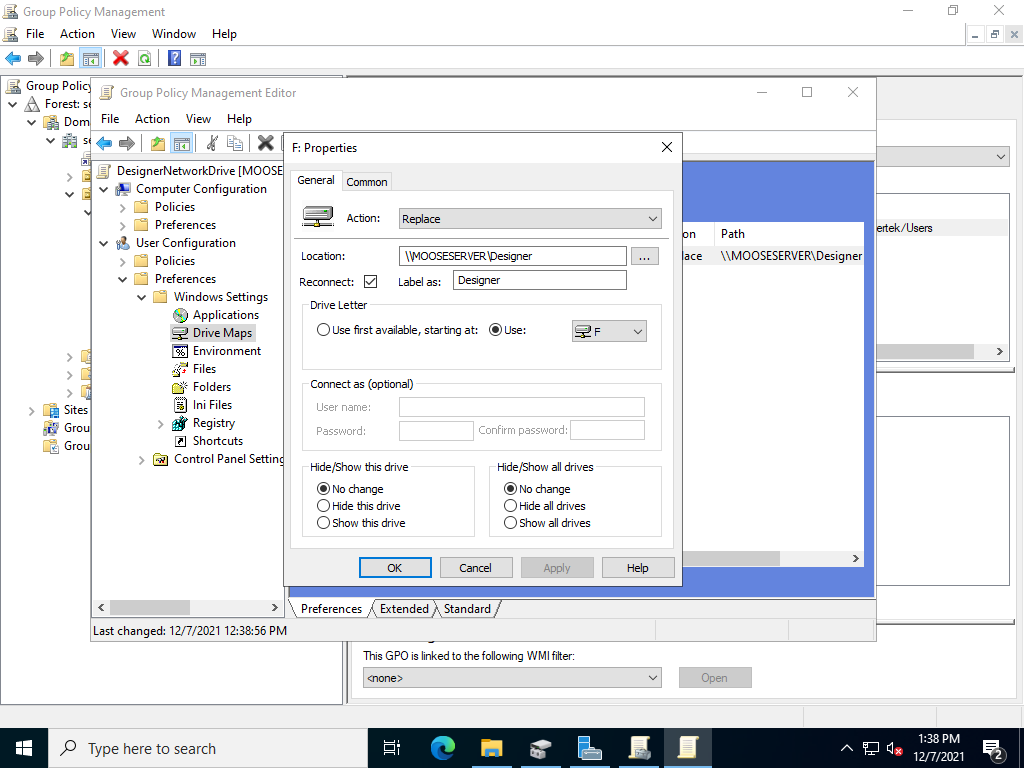 Group Policy Management
File Action View Window Help
Group Policy
Forest: se
Dom
se
Sites
Grou
Grou
Group Policy Management Editor
File Action View Help
DesignerNetworkDrive [MOOSE
Computer Configuration
Policies
Preferences
User Configuration
Policies
Preferences
Windows Settings
Applications
Drive Maps
Environment
Files
Folders
Ini Files
Registry
Shortcuts
Control Panel Setting
F: Properties
General Common
Action: Replace
Location: \\MOOSESERVER\Designer ...
Reconnect: Label as: Designer
Drive Letter
Use first available, starting at: Use: F
Connect as (optional)
User name:
Password: Confirm password:
Hide/Show this drive
No change
Hide this drive
Show this drive
Hide/Show all drives
No change
Hide all drives
Show all drives
OK Cancel Apply Help
on Path
lace \\MOOSESERVER\Designer
ertek/Users
Preferences Extended Standard
Last changed: 12/7/2021 12:38:56 PM
This GPO is linked to the following WMI filter:
<none> Open
Type here to search
1:38 PM
12/7/2021
2